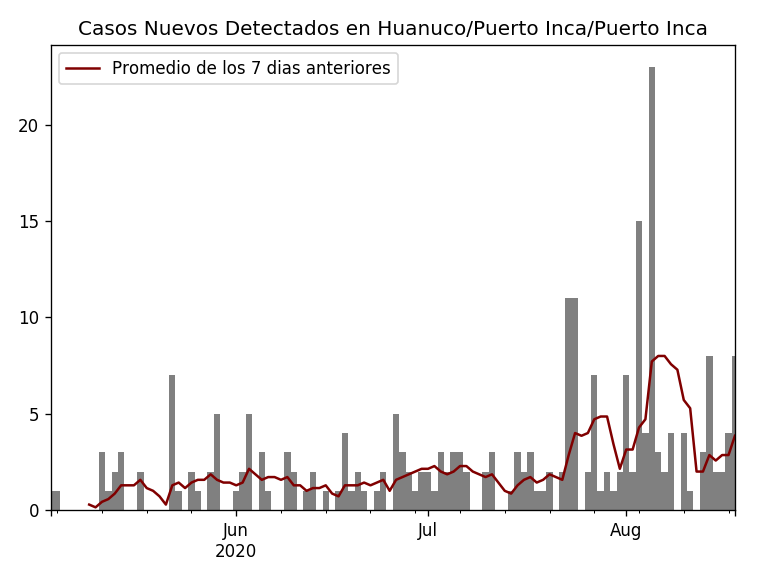 Casos Nuevos Detectados en Huanuco/Puerto Inca/Puerto Inca
Promedio de los 7 dias anteriores
20
15
10
5
0
Jun
2020
Jul
Aug